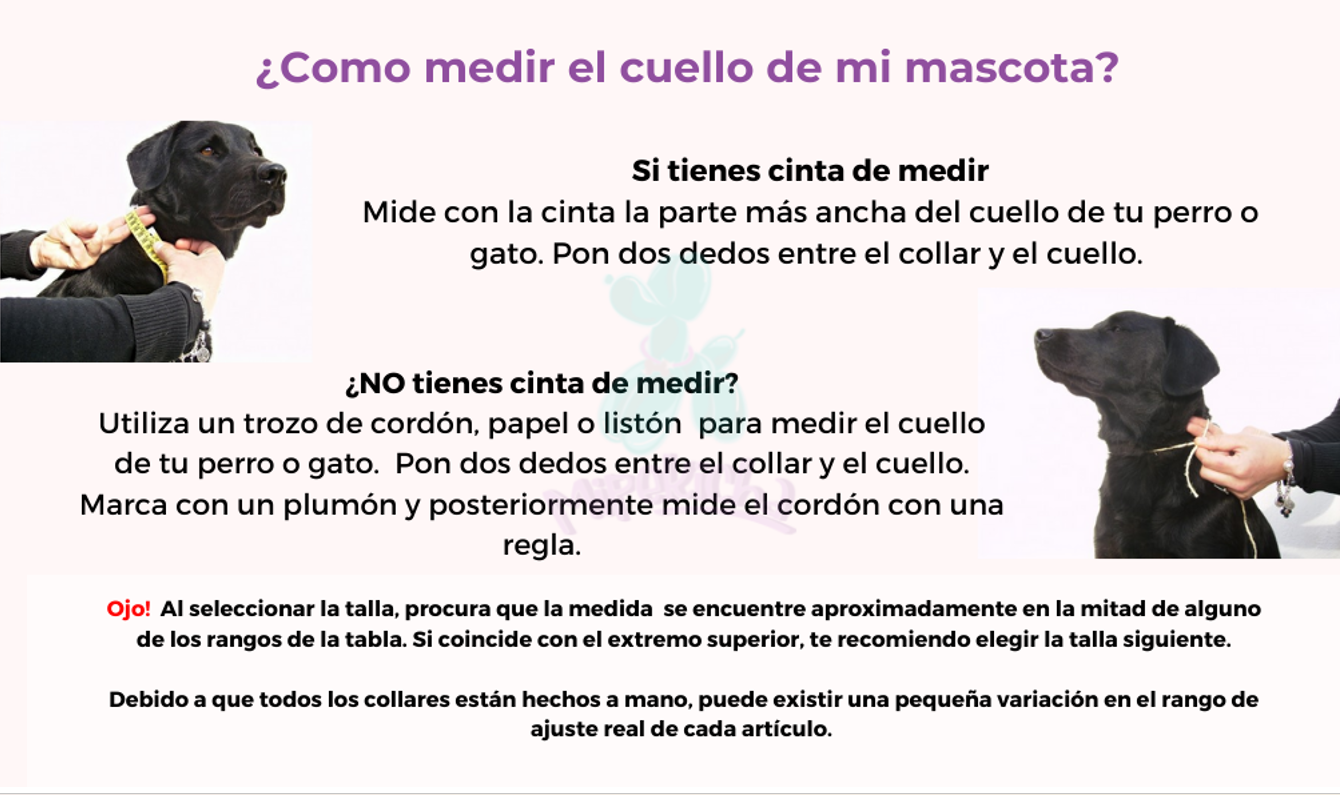 ¿Como medir el cuello de mi mascota?
Si tienes cinta de medir
Mide con la cinta la parte más ancha del cuello de tu perro o
gato. Pon dos dedos entre el collar y el cuello.
¿NO tienes cinta de medir?
Utiliza un trozo de cordón, papel o listón  para medir el cuello
de tu perro o gato.  Pon dos dedos entre el collar y el cuello.
Marca con un plumón y posteriormente mide el cordón con una
regla.
Ojo!  Al seleccionar la talla, procura que la medida  se encuentre aproximadamente en la mitad de alguno
de los rangos de la tabla. Si coincide con el extremo superior, te recomiendo elegir la talla siguiente.
Debido a que todos los collares están hechos a mano, puede existir una pequeña variación en el rango de
ajuste real de cada artículo.